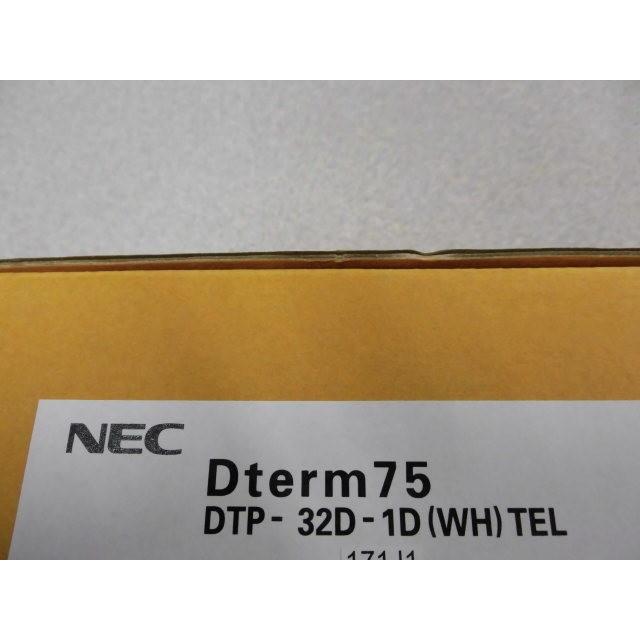 NEC
Dterm75
DTP- 32D-1D(WH)TEL